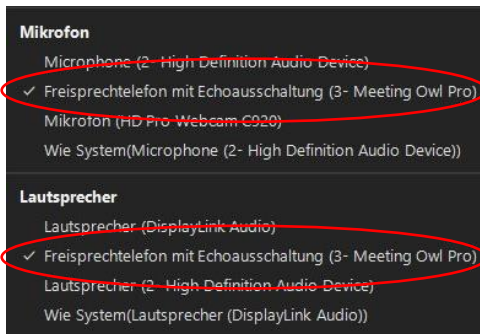 Mikrofon
Microphone (2- High Definition Audio Device)
✓ Freisprechtelefon mit Echoausschaltung (3- Meeting Owl Pro)
Mikrofon (HD Pro Webcam C920)
Wie System(Microphone (2- High Definition Audio Device))
Lautsprecher
Lautsprecher (DisplayLink Audio)
✓ Freisprechtelefon mit Echoausschaltung (3- Meeting Owl Pro)
Lautsprecher (2- High Definition Audio Device)
Wie System(Lautsprecher (DisplayLink Audio))